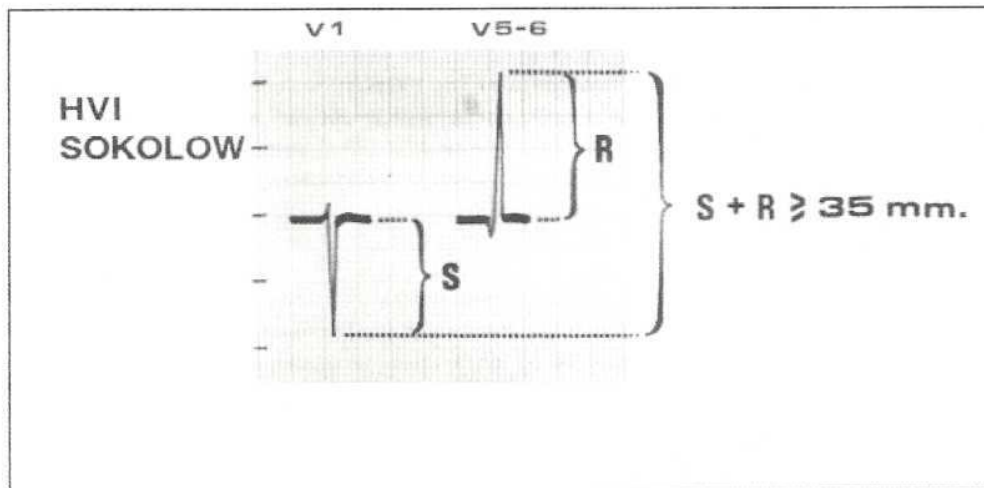 V1 V5-6
HVI
SOKOLOW
R
S + R ⩾ 35 mm.
S